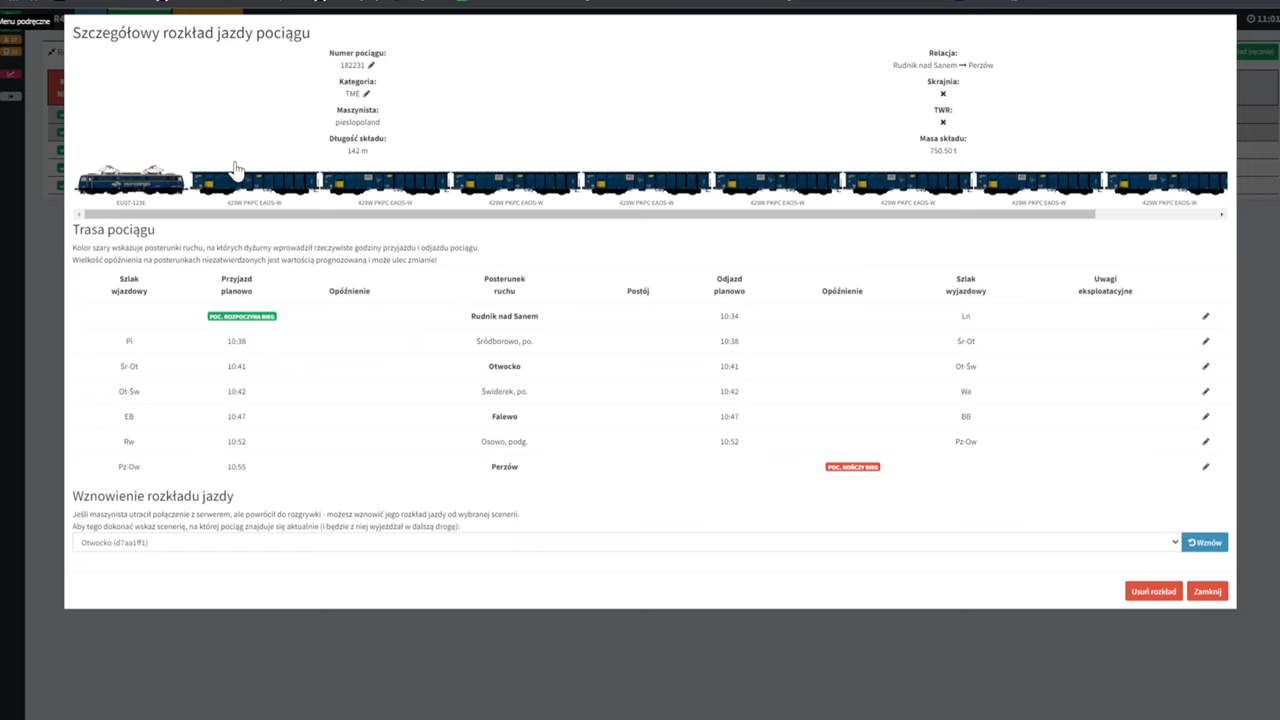 Menu podręczne
11:01
Szczegółowy rozkład jazdy pociągu
Numer pociągu:
182231
Relacja:
Rudnik nad Sanem → Perzów
Kategoria:
TME
Skrajnia:
Maszynista:
pieslopoland
TWR:
Długość składu:
142 m
Masa składu:
750.50 t
EU07-123E 429W PKPC EAOS-W 429W PKPC EAOS-W 429W PKPC EAOS-W 429W PKPC EAOS-W 429W PKPC EAOS-W 429W PKPC EAOS-W 429W PKPC EAOS-W 429W PKPC EAOS-W
Trasa pociągu
Kolor szary wskazuje posterunki ruchu, na których dyżurny wprowadził rzeczywiste godziny przyjazdu i odjazdu pociągu.
Wielkość opóźnienia na posterunkach niezatwierdzonych jest wartością prognozowaną i może ulec zmianie!
Szlak wjazdowy Przyjazd planowo Opóźnienie Posterunek ruchu Postój Odjazd planowo Opóźnienie Szlak wyjazdowy Uwagi eksploatacyjne
POC. ROZPOCZYNA BIEG Rudnik nad Sanem 10:34 Ln
Pi 10:38 Śródborowo, po. 10:38 Śr-Ot
Śr-Ot 10:41 Otwocko 10:41 Ot-Św
Ot-Św 10:42 Świderek, po. 10:42 Wa
EB 10:47 Falewo 10:47 BB
Rw 10:52 Osowo, podg. 10:52 Pz-Ow
Pz-Ow 10:55 Perzów POC. KOŃCZY BIEG
Wznowienie rozkładu jazdy
Jeśli maszynista utracił połączenie z serwerem, ale powrócił do rozgrywki - możesz wznowić jego rozkład jazdy od wybranej scenerii.
Aby tego dokonać wskaż scenerię, na której pociąg znajduje się aktualnie (i będzie z niej wyjeżdżał w dalszą drogę):
Otwocko (d7aa1ff1)
Wznów
Usuń rozkład Zamknij